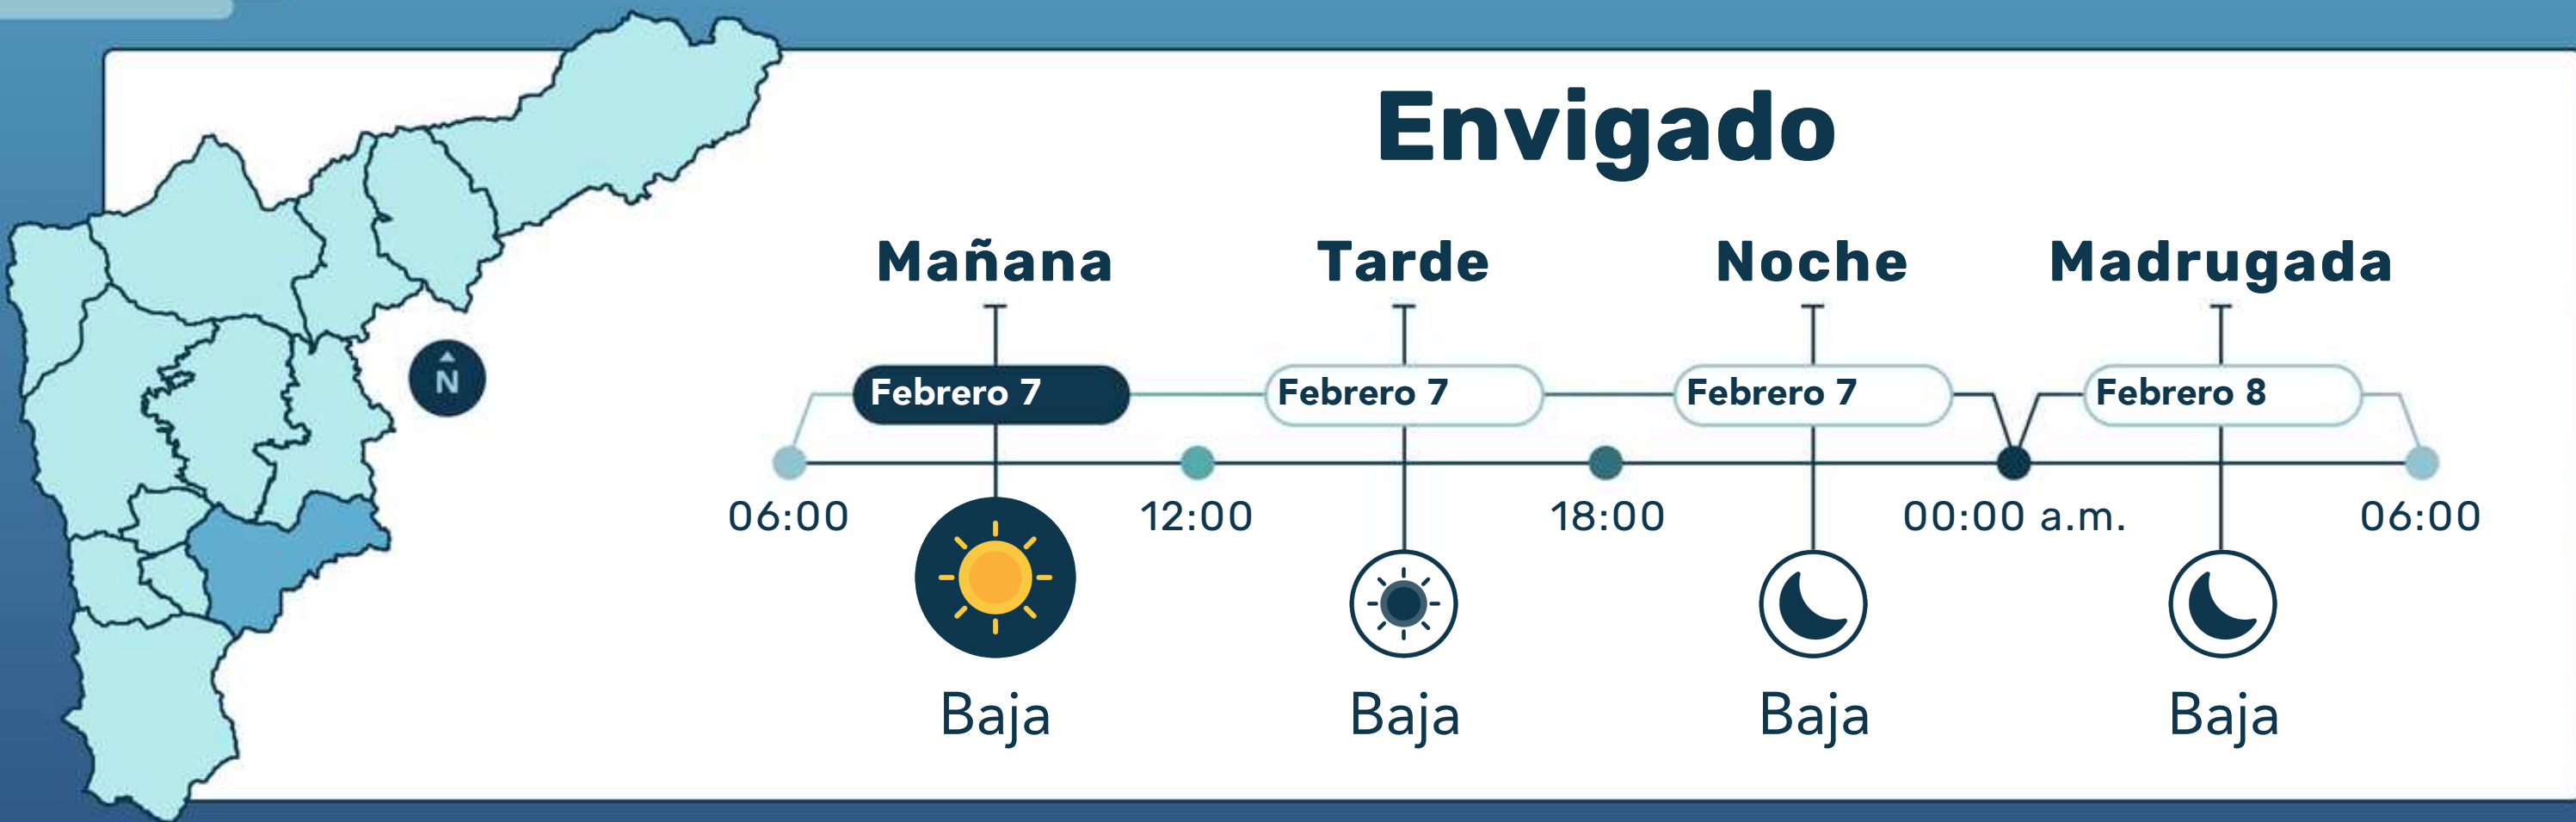 Envigado
Mañana Tarde Noche Madrugada
Febrero 7 Febrero 7 Febrero 7 Febrero 8
N
06:00 12:00 18:00 00:00 a.m. 06:00
Baja Baja Baja Baja